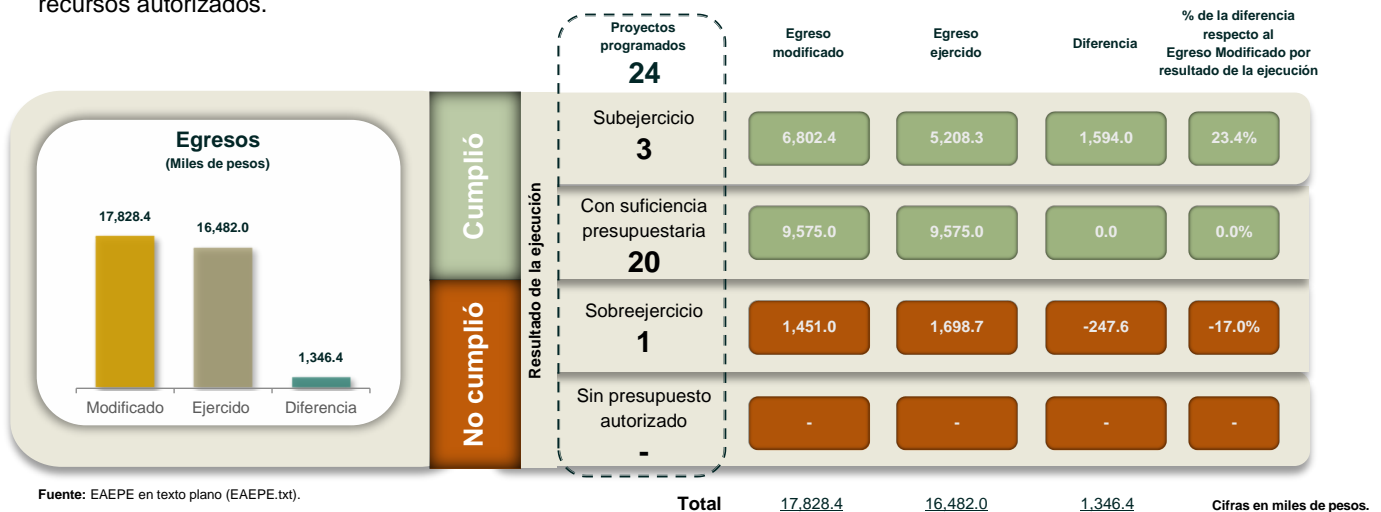 recursos autorizados.
Proyectos
programados
24
Egreso
modificado
Egreso
ejercido
Diferencia
% de la diferencia
respecto al
Egreso Modificado por
resultado de la ejecución
Egresos
(Miles de pesos)
17,828.4
16,482.0
1,346.4
Modificado
Ejercido
Diferencia
Cumplió
No cumplió
Resultado de la ejecución
Subejercicio
3
6,802.4
5,208.3
1,594.0
23.4%
Con suficiencia
presupuestaria
20
9,575.0
9,575.0
0.0
0.0%
Sobreejercicio
1
1,451.0
1,698.7
-247.6
-17.0%
Sin presupuesto
autorizado
-
-
-
-
-
Fuente: EAEPE en texto plano (EAEPE.txt).
Total
17,828.4
16,482.0
1,346.4
Cifras en miles de pesos.